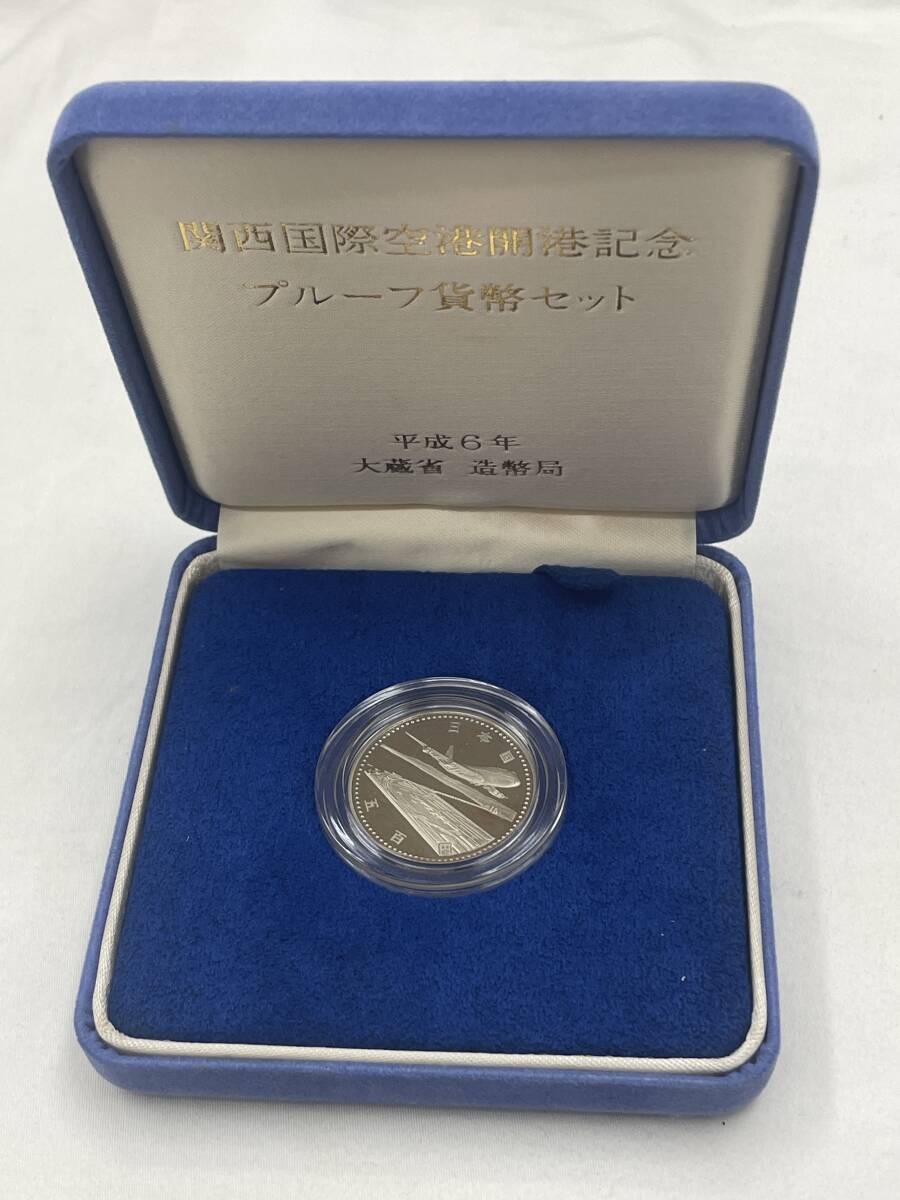 関西国際空港開港記念
プルーフ貨幣セット
平成6年
大蔵省 造幣局
日本国
五百円